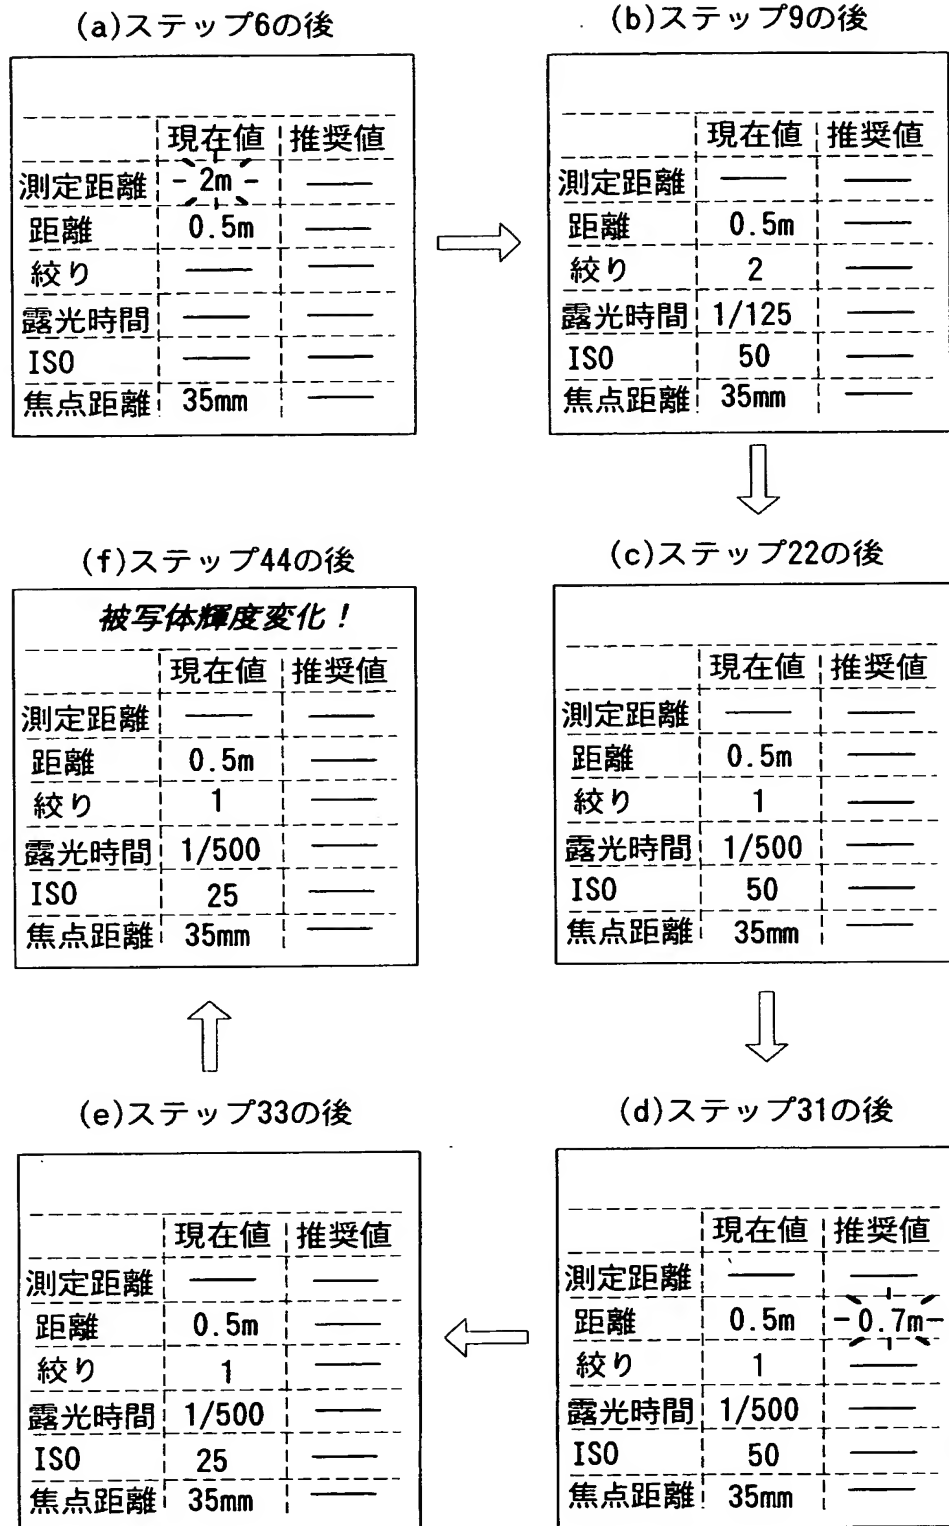 (a)ステップ6の後
現在値 推奨値
測定距離 2m ——
距離 0.5m ——
絞り —— ——
露光時間 —— ——
ISO —— ——
焦点距離 35mm ——
(b)ステップ9の後
現在値 推奨値
測定距離 —— ——
距離 0.5m ——
絞り 2 ——
露光時間 1/125 ——
ISO 50 ——
焦点距離 35mm ——
(c)ステップ22の後
現在値 推奨値
測定距離 —— ——
距離 0.5m ——
絞り 1 ——
露光時間 1/500 ——
ISO 50 ——
焦点距離 35mm ——
(d)ステップ31の後
現在値 推奨値
測定距離 —— ——
距離 0.5m 0.7m
絞り 1 ——
露光時間 1/500 ——
ISO 50 ——
焦点距離 35mm ——
(e)ステップ33の後
現在値 推奨値
測定距離 —— ——
距離 0.5m ——
絞り 1 ——
露光時間 1/500 ——
ISO 25 ——
焦点距離 35mm ——
(f)ステップ44の後
被写体輝度変化!
現在値 推奨値
測定距離 —— ——
距離 0.5m ——
絞り 1 ——
露光時間 1/500 ——
ISO 25 ——
焦点距離 35mm ——